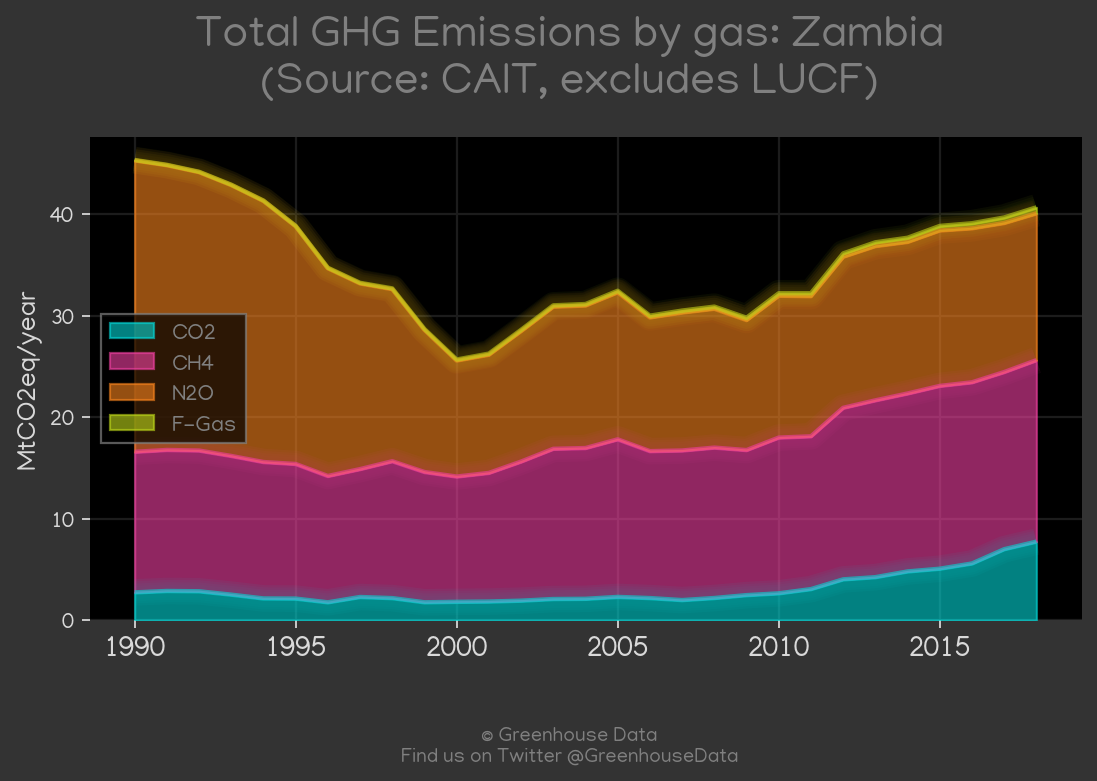 Total GHG Emissions by gas: Zambia
(Source: CAIT, excludes LUCF)
MtCO2eq/year
40
30
20
10
0
CO2
CH4
N2O
F-Gas
1990
1995
2000
2005
2010
2015
© Greenhouse Data
Find us on Twitter @GreenhouseData